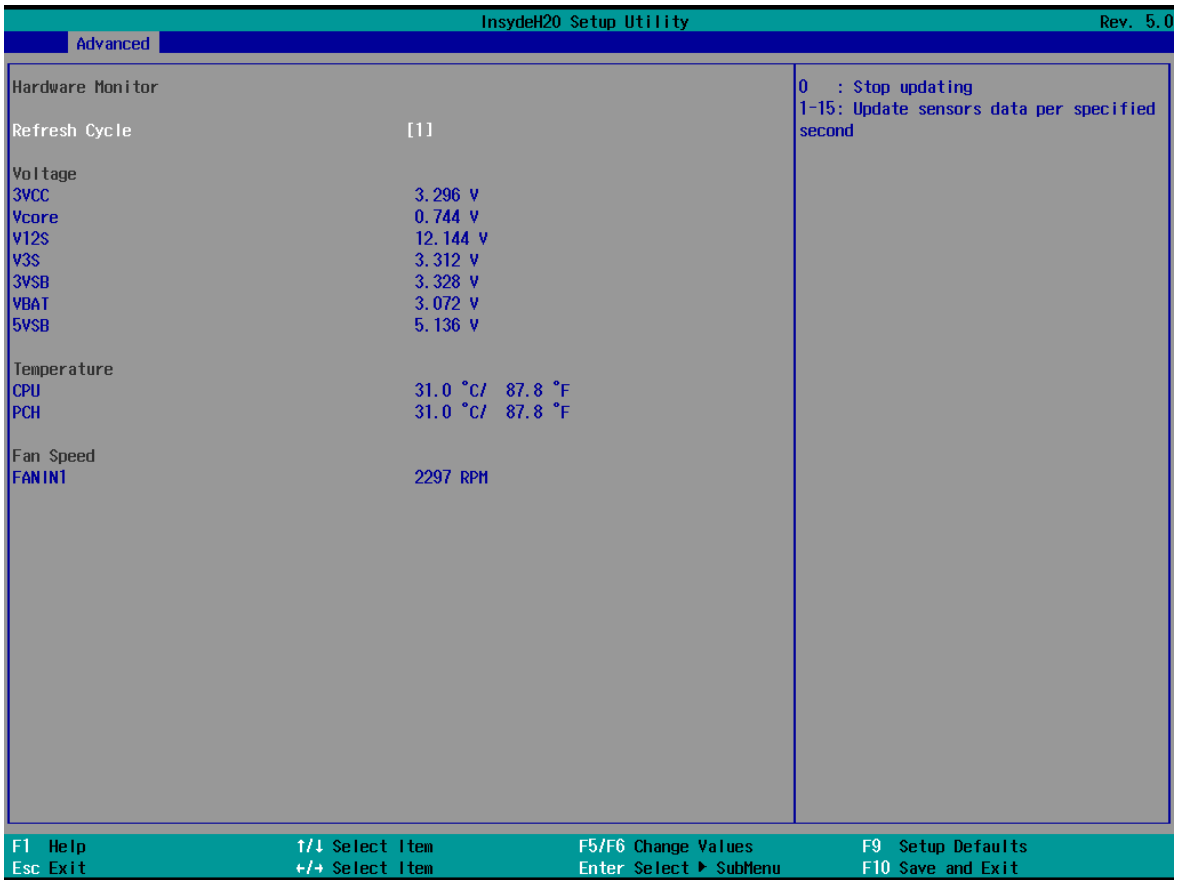 InsydeH20 Setup Utility Rev. 5.0
Advanced
Hardware Monitor
Refresh Cycle [1]
Voltage
3VCC 3.296 V
Vcore 0.744 V
V12S 12.144 V
V3S 3.312 V
3VSB 3.328 V
VBAT 3.072 V
5VSB 5.136 V
Temperature
CPU 31.0 °C/ 87.8 °F
PCH 31.0 °C/ 87.8 °F
Fan Speed
FANIN1 2297 RPM
0 : Stop updating
1-15: Update sensors data per specified
second
F1 Help ↑/↓ Select Item F5/F6 Change Values F9 Setup Defaults
Esc Exit ←/→ Select Item Enter Select ▶ SubMenu F10 Save and Exit